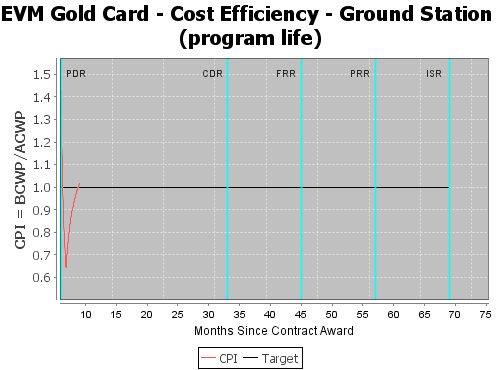 EVM Gold Card - Cost Efficiency - Ground Station
(program life)
CPI = BCWP/ACWP
1.5
1.4
1.3
1.2
1.1
1.0
0.9
0.8
0.7
0.6
PDR CDR FRR PRR ISR
10 15 20 25 30 35 40 45 50 55 60 65 70 75
Months Since Contract Award
CPI Target